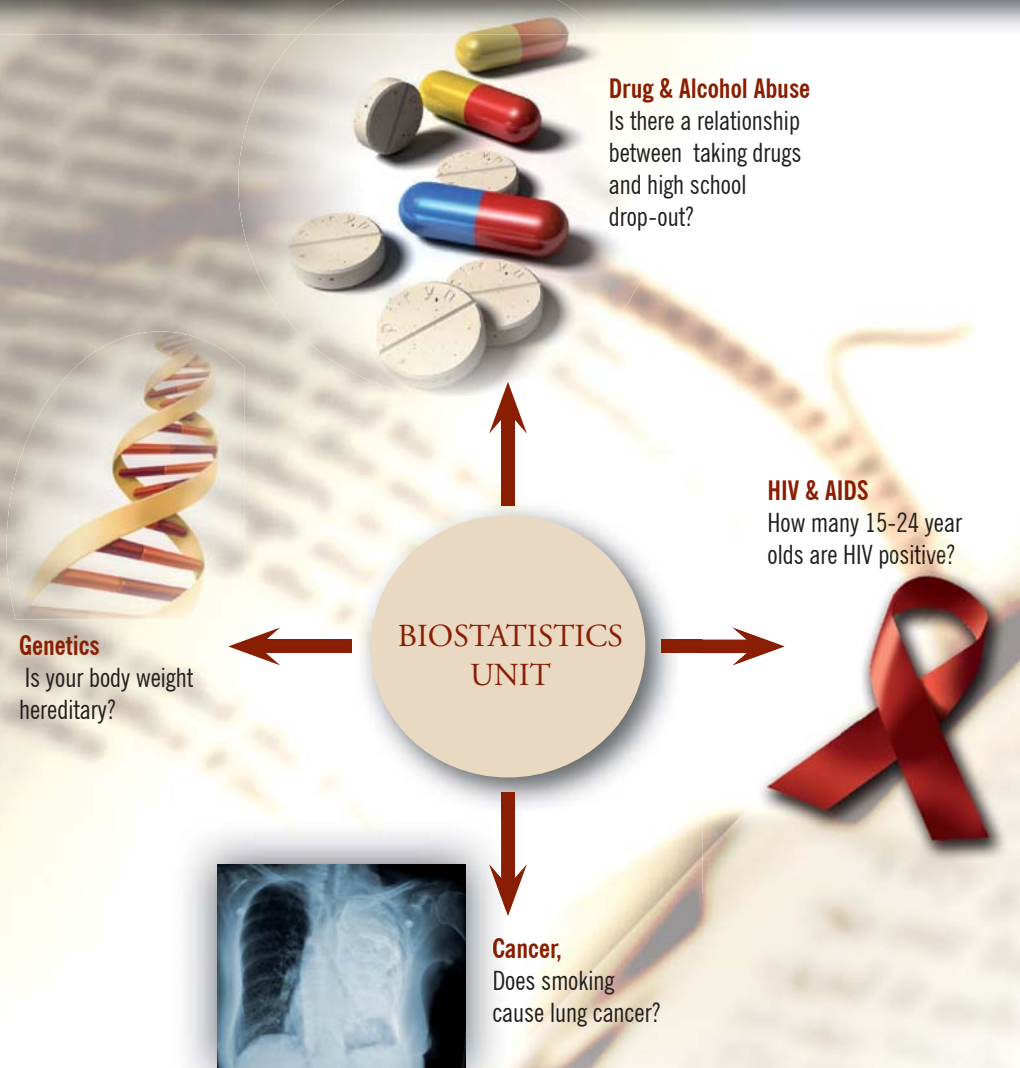 Drug & Alcohol Abuse
Is there a relationship
between taking drugs
and high school
drop-out?
HIV & AIDS
How many 15-24 year
olds are HIV positive?
BIOSTATISTICS
UNIT
Genetics
Is your body weight
hereditary?
Cancer,
Does smoking
cause lung cancer?